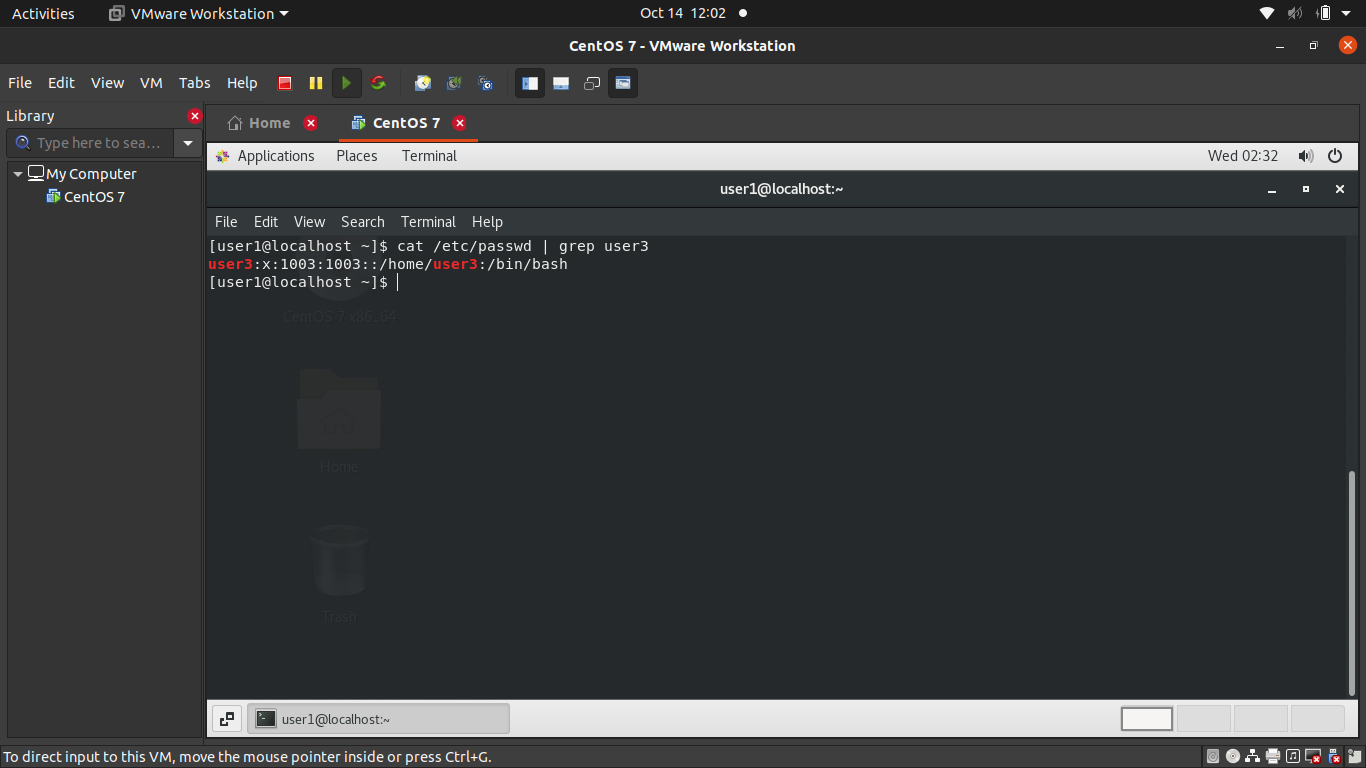 Activities VMware Workstation Oct 14 12:02
CentOS 7 - VMware Workstation
File Edit View VM Tabs Help
Library
Type here to sea...
My Computer
CentOS 7
Home CentOS 7
Applications Places Terminal Wed 02:32
user1@localhost:~
File Edit View Search Terminal Help
[user1@localhost ~]$ cat /etc/passwd | grep user3
user3:x:1003:1003::/home/user3:/bin/bash
[user1@localhost ~]$
CentOS 7 x86_64
Home
Trash
user1@localhost:~
To direct input to this VM, move the mouse pointer inside or press Ctrl+G.